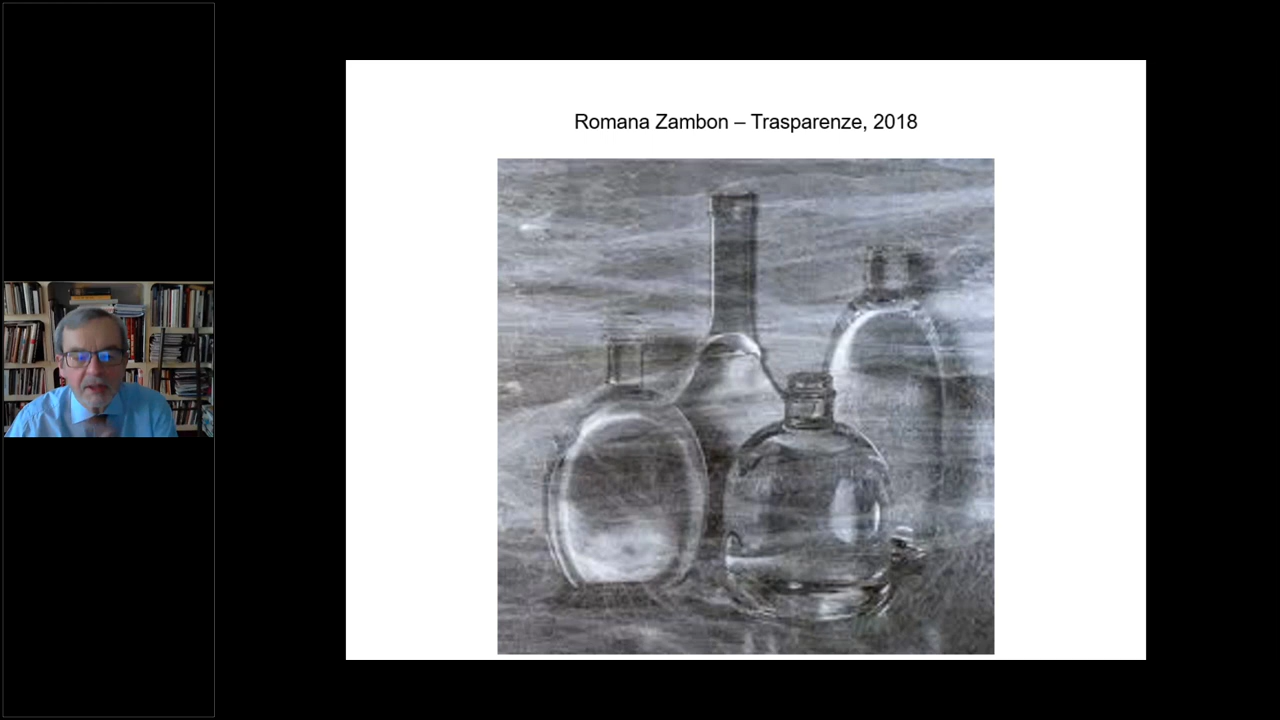 Romana Zambon – Trasparenze, 2018